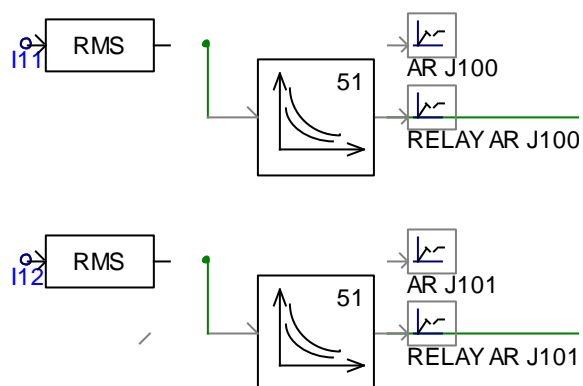 RMS
I11
51
AR J100
RELAY AR J100
RMS
I12
51
AR J101
RELAY AR J101